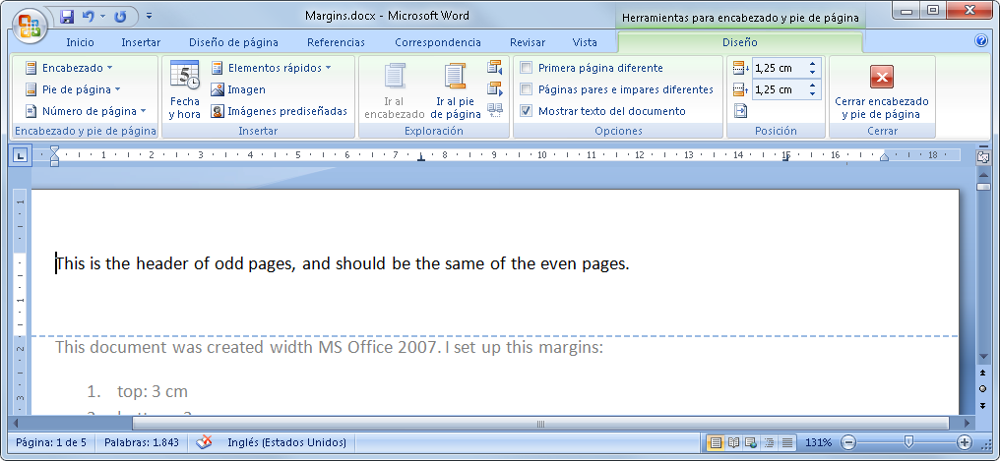 Margins.docx - Microsoft Word
Herramientas para encabezado y pie de página
Inicio Insertar Diseño de página Referencias Correspondencia Revisar Vista Diseño
Encabezado
Pie de página
Número de página
Encabezado y pie de página
5
Fecha y hora
Elementos rápidos
Imagen
Imágenes prediseñadas
Insertar
Ir al encabezado
Ir al pie de página
Exploración
Primera página diferente
Páginas pares e impares diferentes
Mostrar texto del documento
Opciones
1,25 cm
1,25 cm
Posición
Cerrar encabezado y pie de página
Cerrar
1 2 3 4 5 6 7 8 9 10 11 12 13 14 15 16 18
1
1
2
3
This is the header of odd pages, and should be the same of the even pages.
This document was created width MS Office 2007. I set up this margins:
1. top: 3 cm
Página: 1 de 5 Palabras: 1.843 Inglés (Estados Unidos) 131%